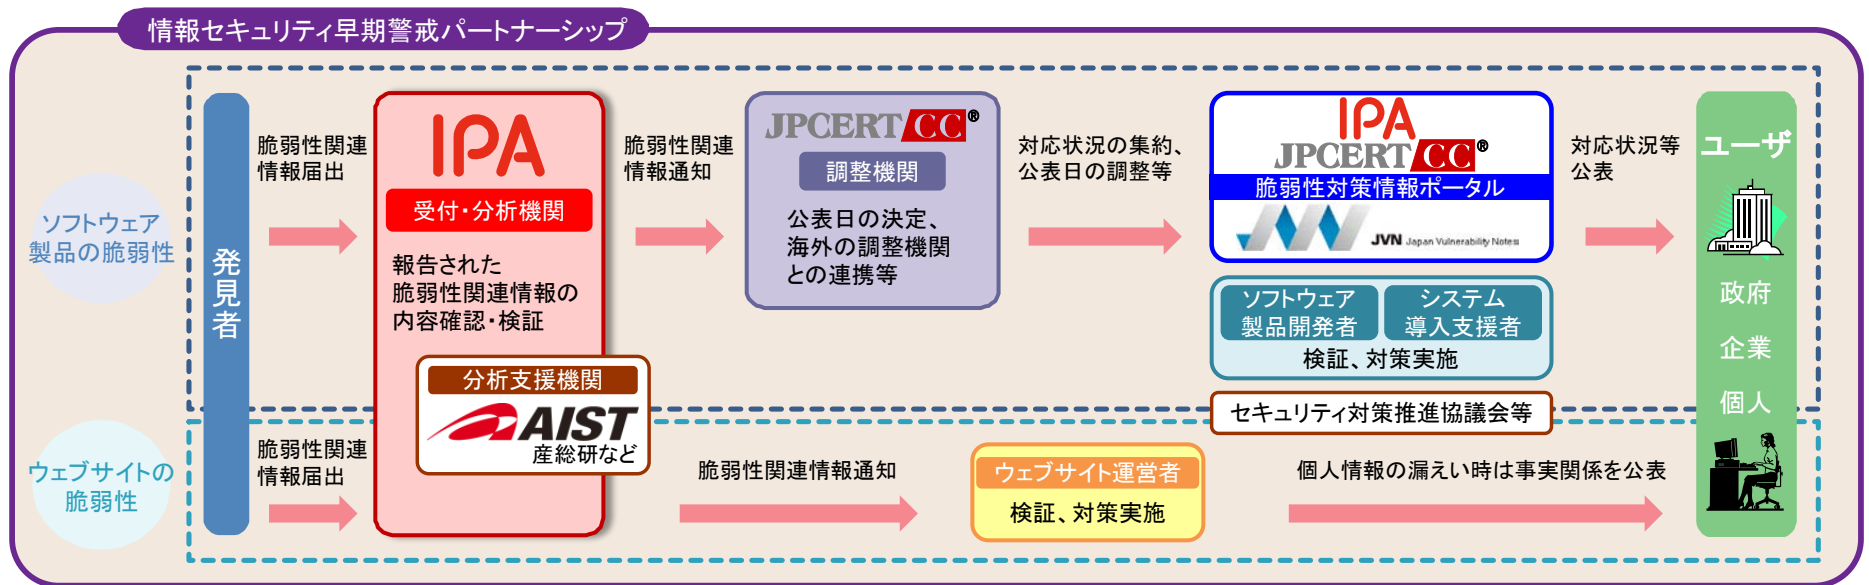 情報セキュリティ早期警戒パートナーシップ
ソフトウェア
製品の脆弱性
発見者
脆弱性関連
情報届出
IPA
受付・分析機関
報告された
脆弱性関連情報の
内容確認・検証
分析支援機関
AIST
産総研など
脆弱性関連
情報通知
JPCERT CC®
調整機関
公表日の決定、
海外の調整機関
との連携等
対応状況の集約、
公表日の調整等
IPA
JPCERT CC®
脆弱性対策情報ポータル
JVN Japan Vulnerability Notes
ソフトウェア
製品開発者
システム
導入支援者
検証、対策実施
セキュリティ対策推進協議会等
対応状況等
公表
ユーザ
政府
企業
個人
ウェブサイトの
脆弱性
脆弱性関連
情報届出
脆弱性関連情報通知
ウェブサイト運営者
検証、対策実施
個人情報の漏えい時は事実関係を公表